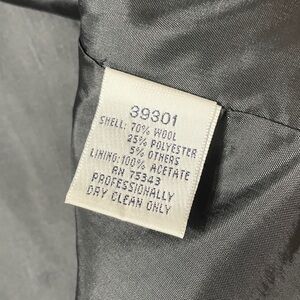 39301
SHELL: 70% WOOL
25% POLYESTER
5% OTHERS
LINING:100% ACETATE
RN 75343
PROFESSIONALLY
DRY CLEAN ONLY